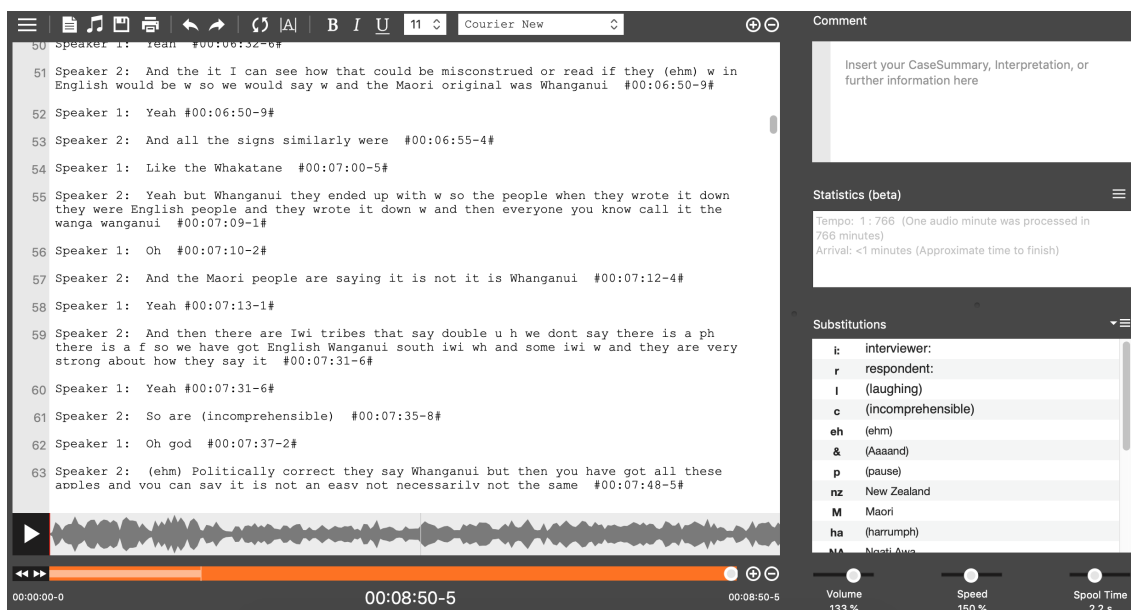 B I U 11 Courier New
50 Speaker 1: Yeah #00:06:32-6#
51 Speaker 2: And the it I can see how that could be misconstrued or read if they (ehm) w in
English would be w so we would say w and the Maori original was Whanganui #00:06:50-9#
52 Speaker 1: Yeah #00:06:50-9#
53 Speaker 2: And all the signs similarly were #00:06:55-4#
54 Speaker 1: Like the Whakatane #00:07:00-5#
55 Speaker 2: Yeah but Whanganui they ended up with w so the people when they wrote it down
they were English people and they wrote it down w and then everyone you know call it the
wanga wanganui #00:07:09-1#
56 Speaker 1: Oh #00:07:10-2#
57 Speaker 2: And the Maori people are saying it is not it is Whanganui #00:07:12-4#
58 Speaker 1: Yeah #00:07:13-1#
59 Speaker 2: And then there are Iwi tribes that say double u h we dont say there is a ph
there is a f so we have got English Wanganui south iwi wh and some iwi w and they are very
strong about how they say it #00:07:31-6#
60 Speaker 1: Yeah #00:07:31-6#
61 Speaker 2: So are (incomprehensible) #00:07:35-8#
62 Speaker 1: Oh god #00:07:37-2#
63 Speaker 2: (ehm) Politically correct they say Whanganui but then you have got all these
apples and you can say it is not an easy not necessarily not the same #00:07:48-5#
00:00:00-0 00:08:50-5 00:08:50-5
Comment
Insert your CaseSummary, Interpretation, or
further information here
Statistics (beta)
Tempo: 1 : 766 (One audio minute was processed in
766 minutes)
Arrival: <1 minutes (Approximate time to finish)
Substitutions
i: interviewer:
r respondent:
l (laughing)
c (incomprehensible)
eh (ehm)
& (Aaaand)
p (pause)
nz New Zealand
M Maori
ha (harrumph)
NA Ngati Awa
Volume Speed Spool Time
133 % 150 % 2.2 s